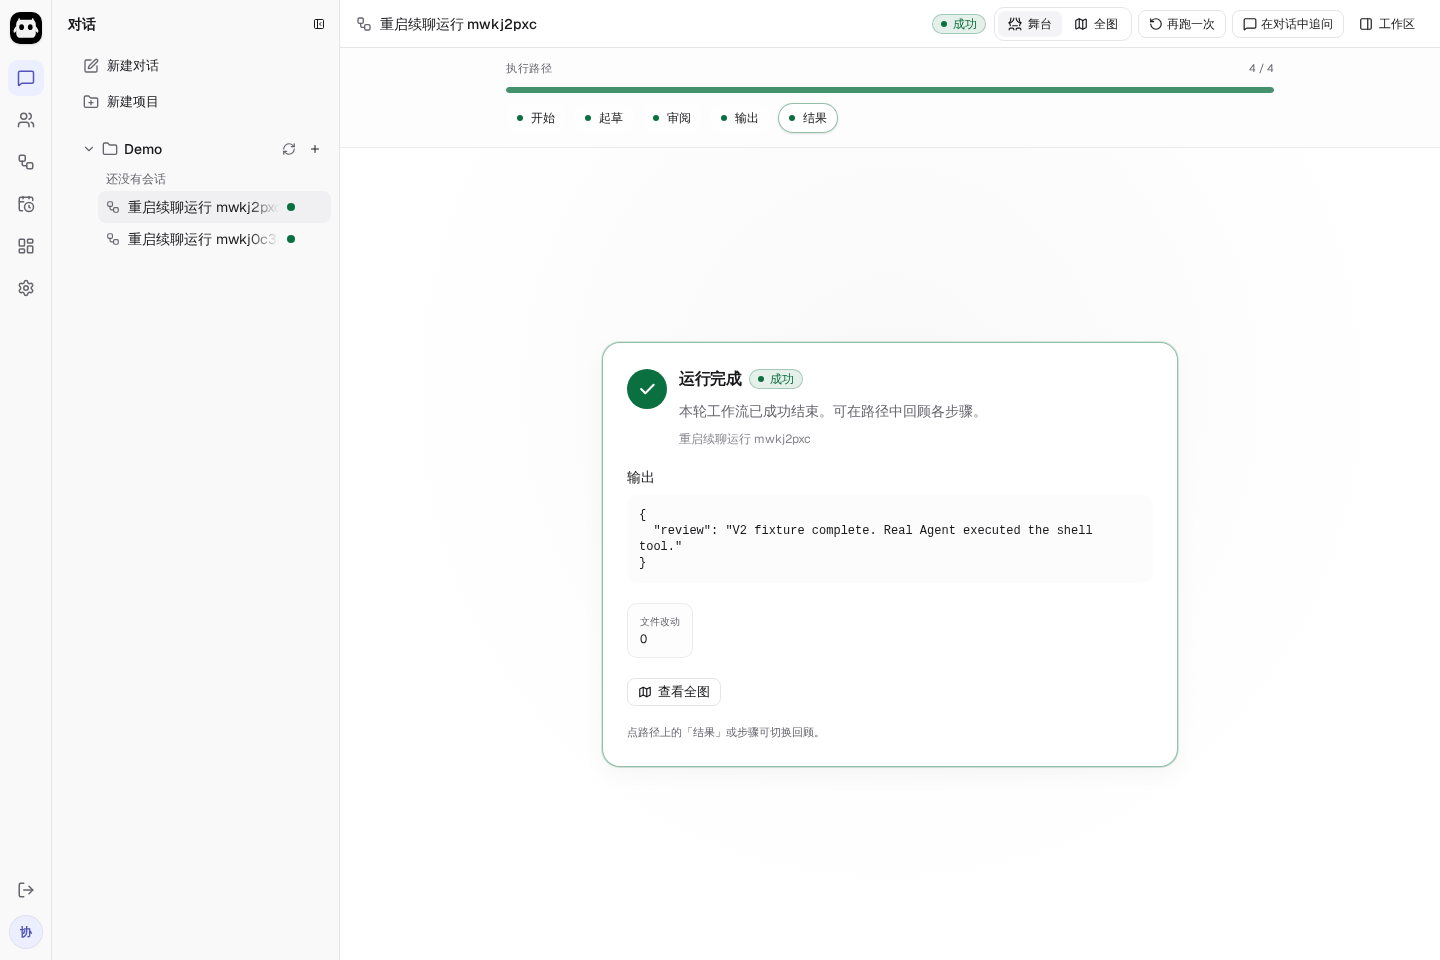 对话
新建对话
新建项目
Demo
还没有会话
重启续聊运行 mwkj2pxc
重启续聊运行 mwkj0c3
协
重启续聊运行 mwkj2pxc
成功
舞台
全图
再跑一次
在对话中追问
工作区
执行路径
4 / 4
开始
起草
审阅
输出
结果
运行完成
成功
本轮工作流已成功结束。可在路径中回顾各步骤。
重启续聊运行 mwkj2pxc
输出
{
"review": "V2 fixture complete. Real Agent executed the shell
tool."
}
文件改动
0
查看全图
点路径上的「结果」或步骤可切换回顾。